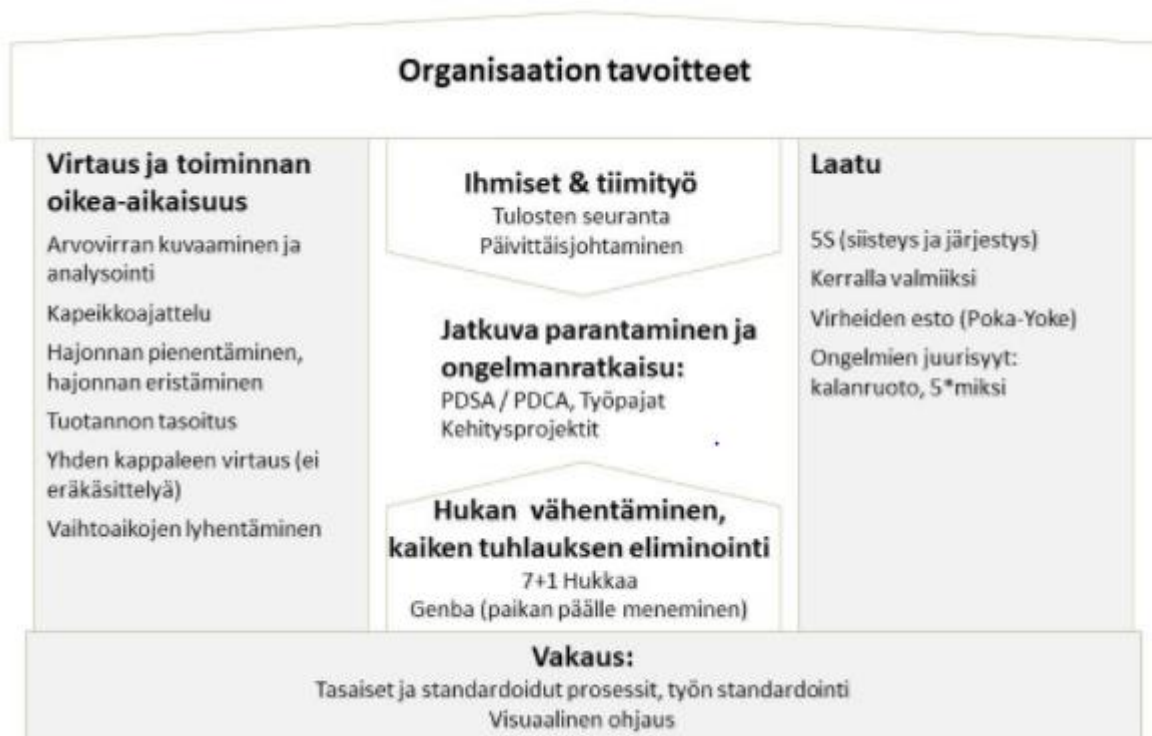 Organisaation tavoitteet
Virtaus ja toiminnan
oikea-aikaisuus
Arvovirran kuvaaminen ja
analysointi
Kapeikkoajattelu
Hajonnan pienentäminen,
hajonnan eristäminen
Tuotannon tasoitus
Yhden kappaleen virtaus (ei
eräkäsittelyä)
Vaihtoaikojen lyhentäminen
Ihmiset & tiimityö
Tulosten seuranta
Päivittäisjohtaminen
Jatkuva parantaminen ja
ongelmanratkaisu:
PDSA / PDCA, Työpajat
Kehitysprojektit
Hukan vähentäminen,
kaiken tuhlauksen eliminointi
7+1 Hukkaa
Genba (paikan päälle meneminen)
Laatu
5S (siisteys ja järjestys)
Kerralla valmiiksi
Virheiden esto (Poka-Yoke)
Ongelmien juurisyyt:
kalanruoto, 5*miksi
Vakaus:
Tasaiset ja standardoidut prosessit, työn standardointi
Visuaalinen ohjaus